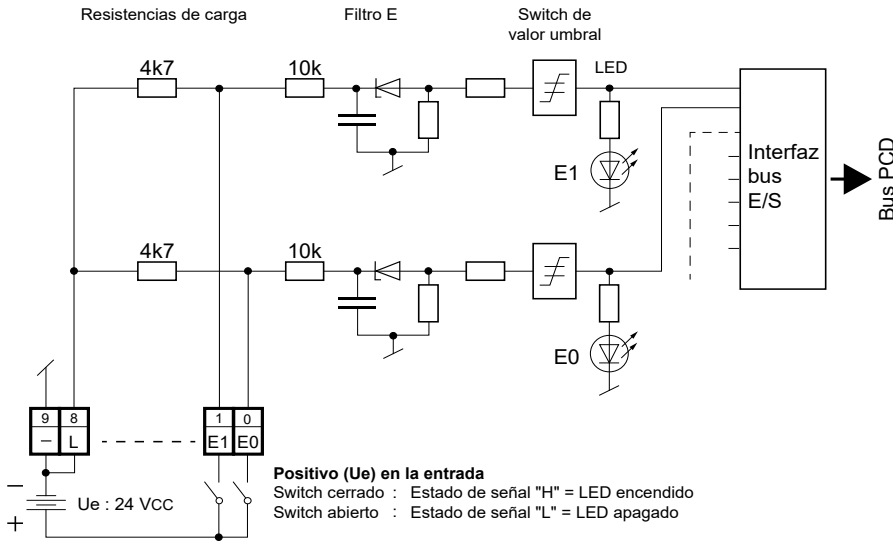 Resistencias de carga
Filtro E
Switch de
valor umbral
4k7
10k
LED
E1
Interfaz
bus
E/S
Bus PCD
4k7
10k
E0
9
8
1
0
–
L
E1
E0
–
+
Ue : 24 VCC
Positivo (Ue) en la entrada
Switch cerrado : Estado de señal "H" = LED encendido
Switch abierto : Estado de señal "L" = LED apagado